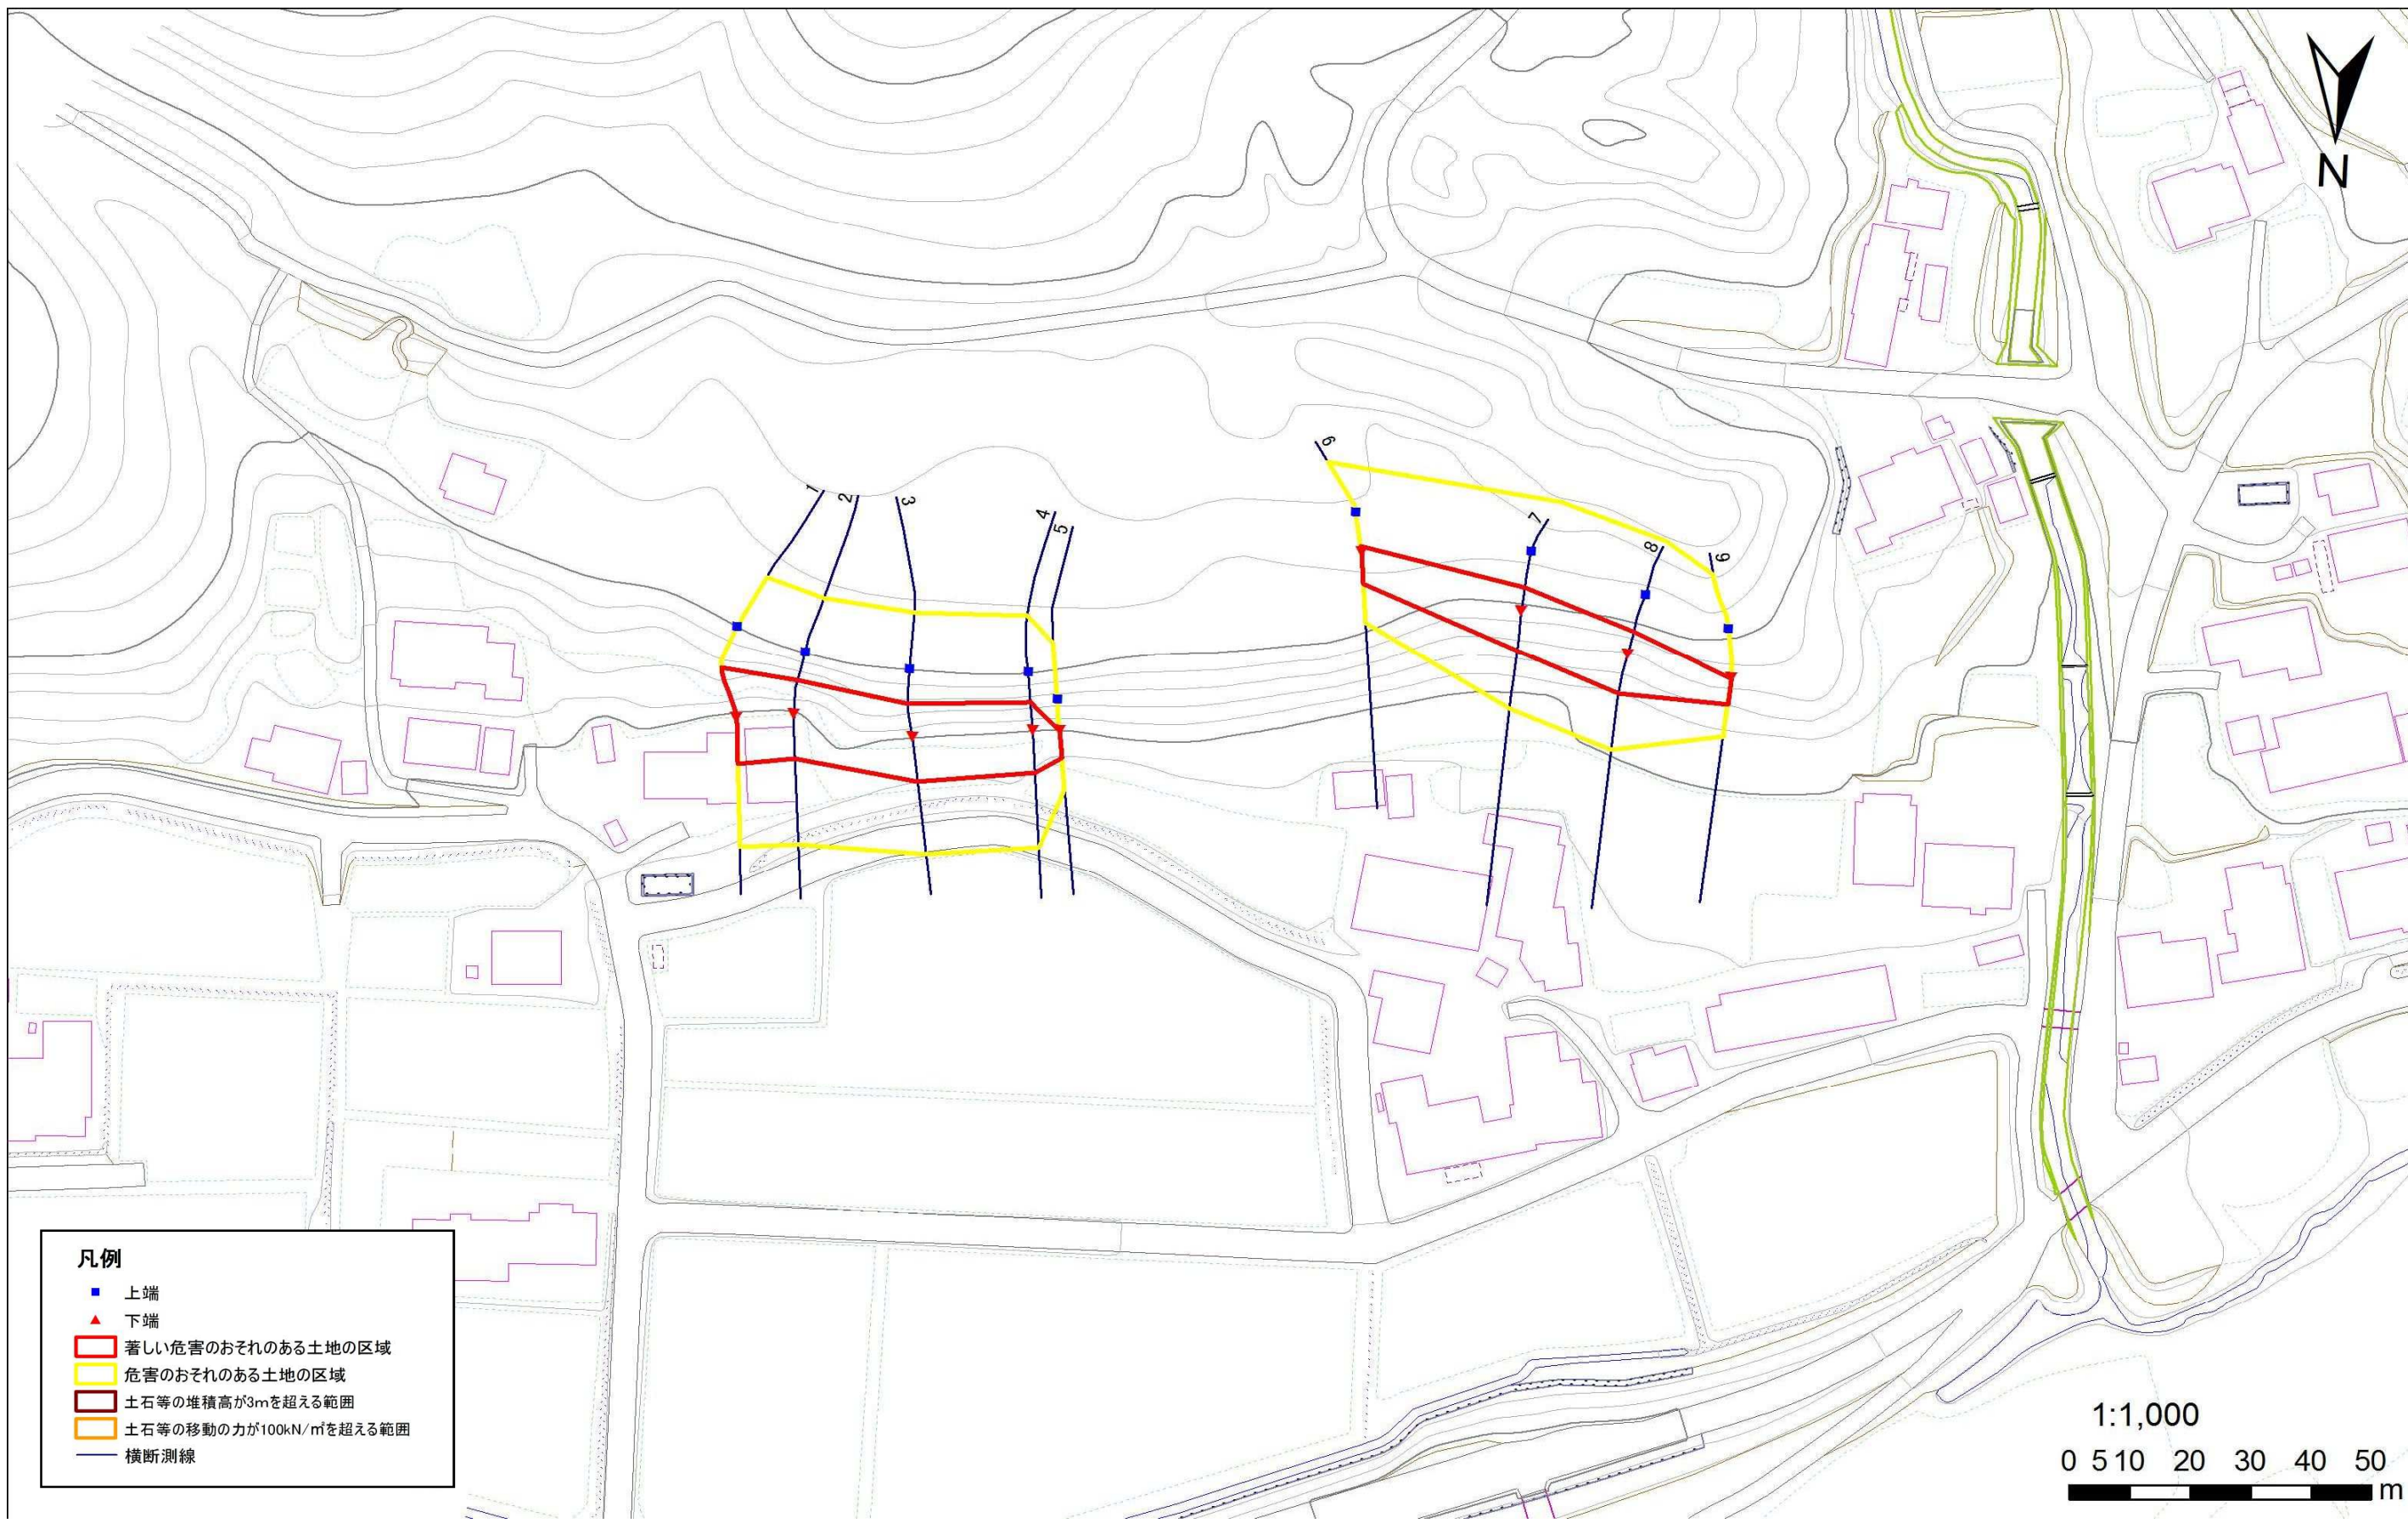 N
1
2
3
4
5
6
7
8
9
凡例
上端
下端
著しい危害のおそれのある土地の区域
危害のおそれのある土地の区域
土石等の堆積高が3mを超える範囲
土石等の移動の力が100kN/㎡を超える範囲
横断測線
1:1,000
0 5 10 20 30 40 50
m